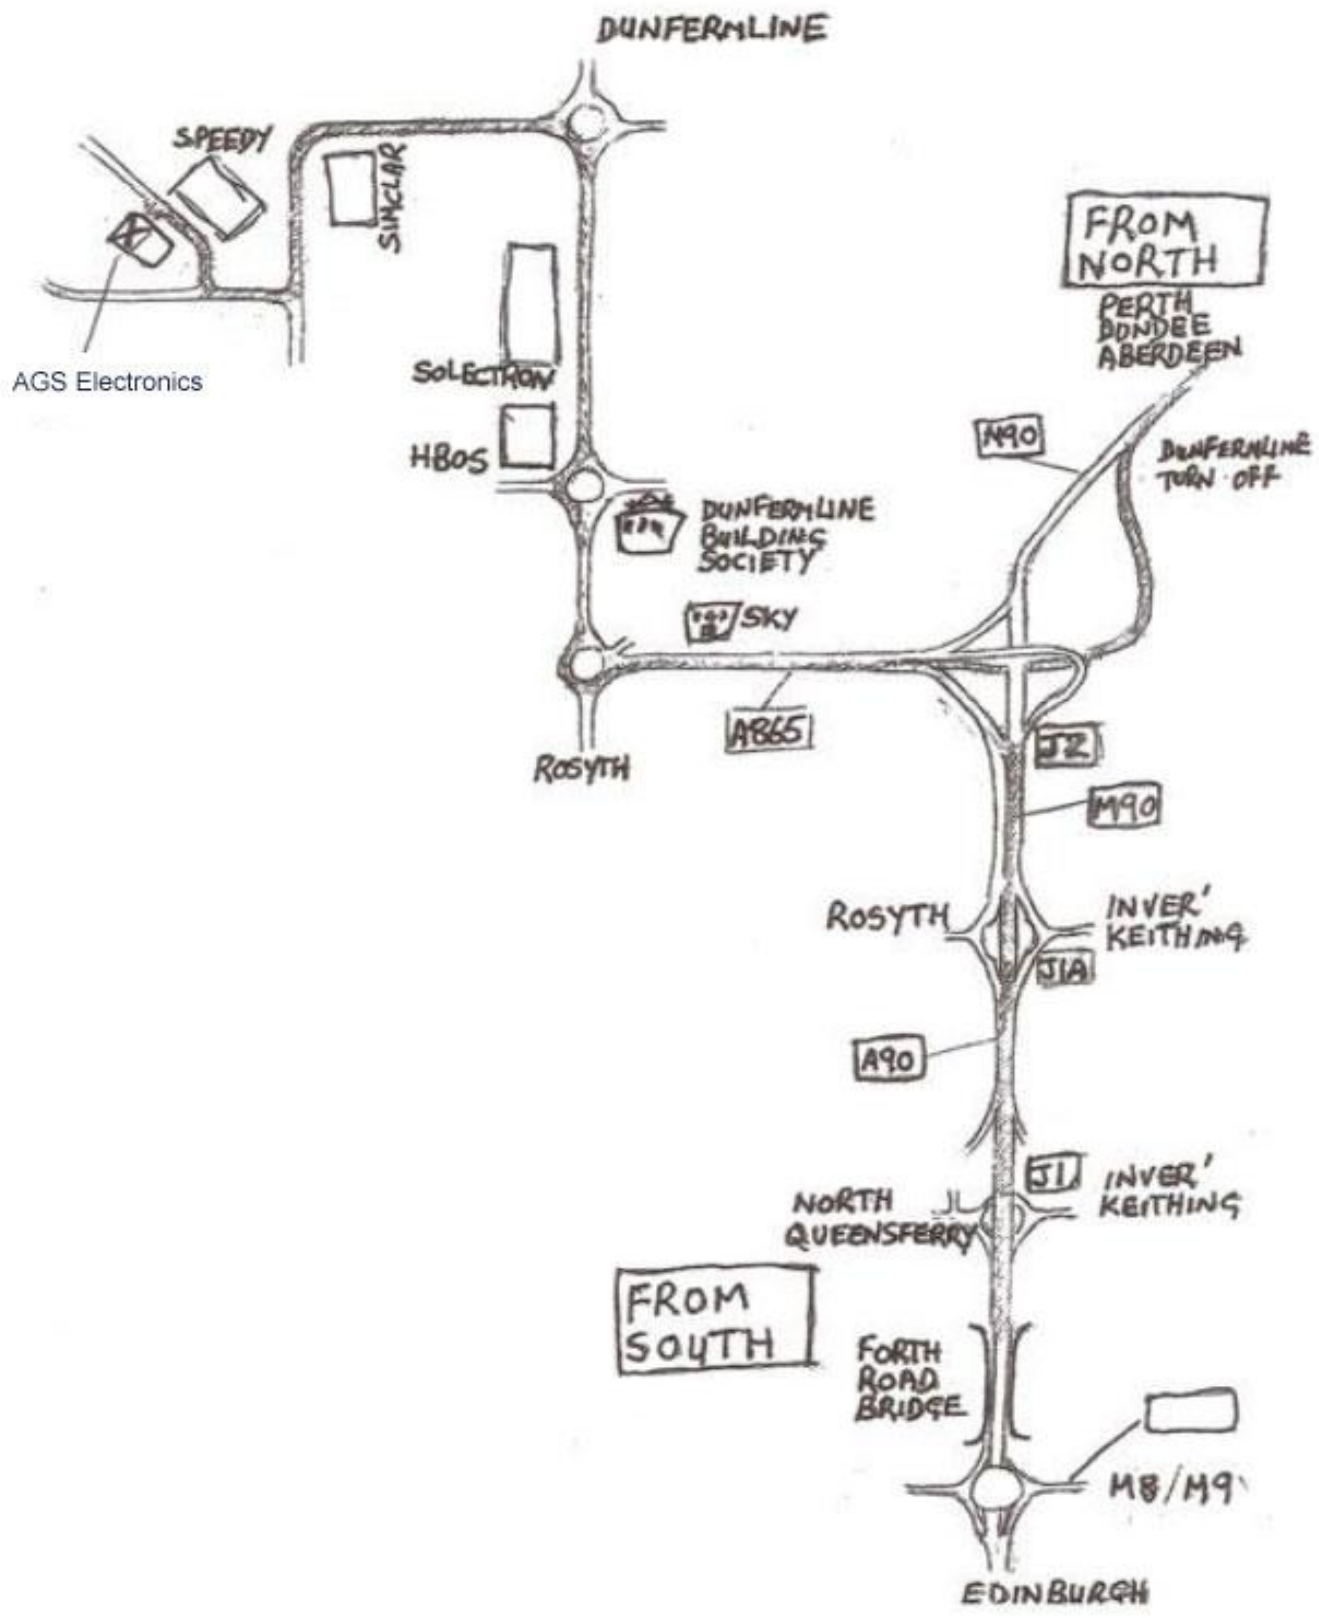 DUNFERMLINE
SPEEDY
SIMCLAR
AGS Electronics
SOLECTRON
HBOS
FROM
NORTH
PERTH
DUNDEE
ABERDEEN
M90
DUNFERMLINE
TURN OFF
DUNFERMLINE
BUILDING
SOCIETY
SKY
A865
ROSYTH
J2
M90
ROSYTH
INVER'
KEITHING
J1A
A90
J1
INVER'
KEITHING
NORTH
QUEENSFERRY
FROM
SOUTH
FORTH
ROAD
BRIDGE
M8/M9
EDINBURGH